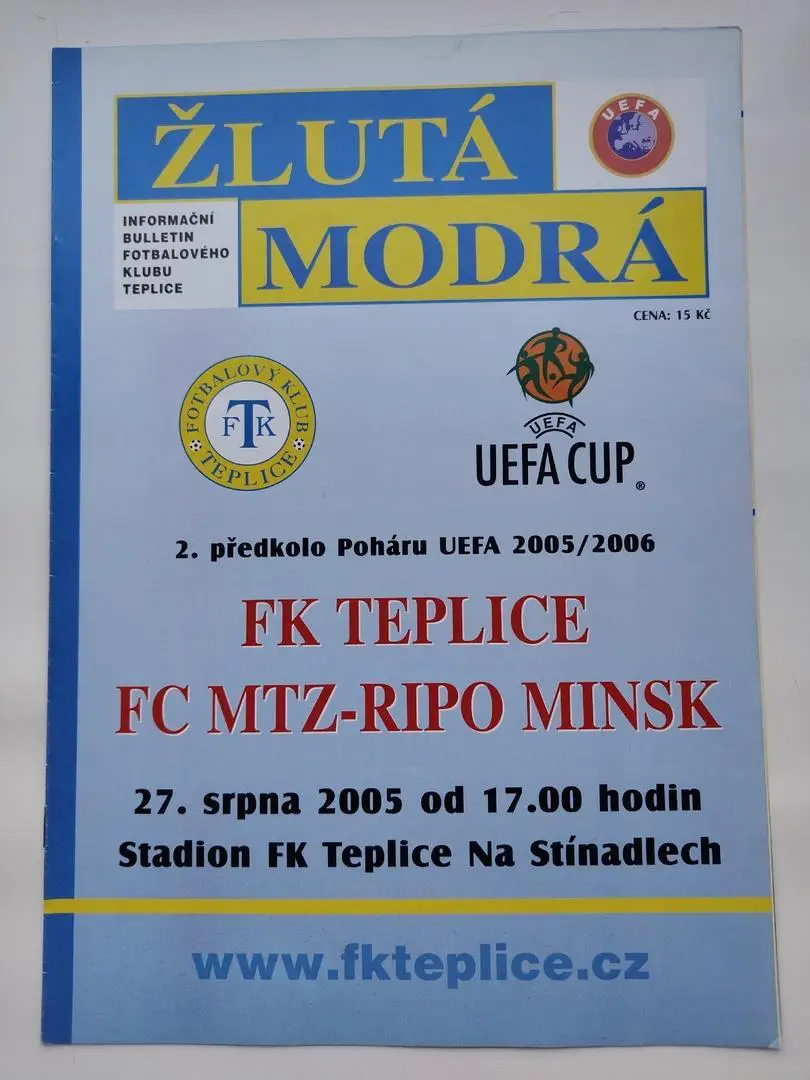 ŽLUTÁ
UEFA
INFORMAČNÍ
BULLETIN
FOTBALOVÉHO
KLUBU
TEPLICE
MODRÁ
CENA: 15 Kč
FOTBALOVÝ KLUB
FTK
TEPLICE
UEFA
UEFA CUP®
2. předkolo Poháru UEFA 2005/2006
FK TEPLICE
FC MTZ-RIPO MINSK
27. srpna 2005 od 17.00 hodin
Stadion FK Teplice Na Stínadlech
www.fkteplice.cz